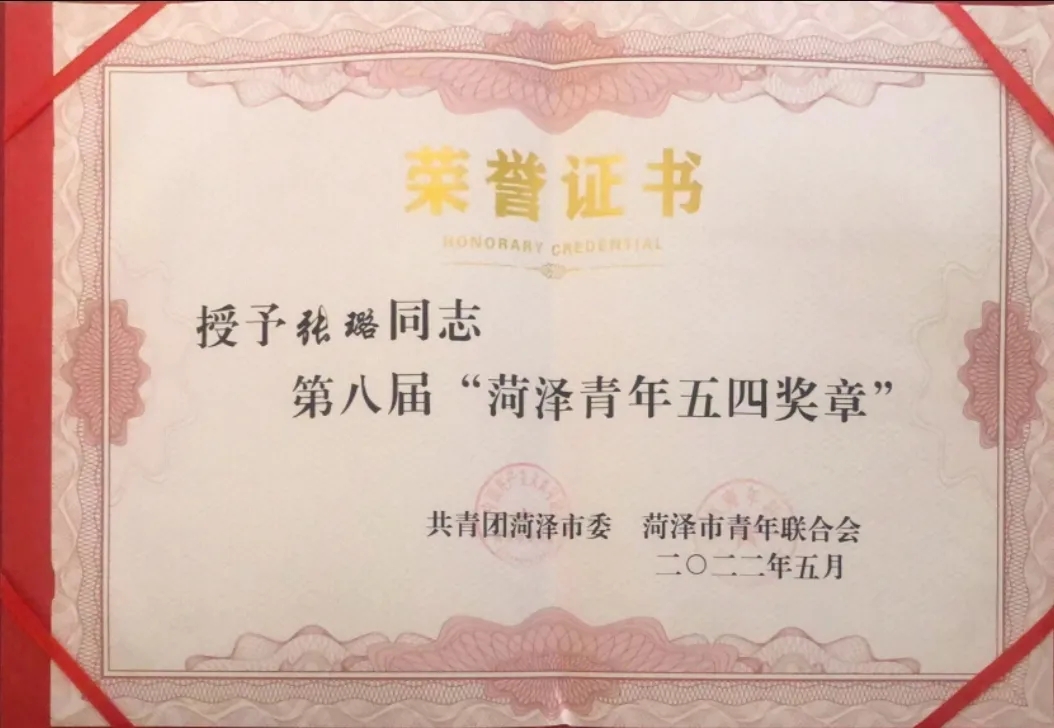 荣誉证书
HONORARY CREDENTIAL
授予张璐同志
第八届“菏泽青年五四奖章”
共青团菏泽市委 菏泽市青年联合会
二〇二二年五月